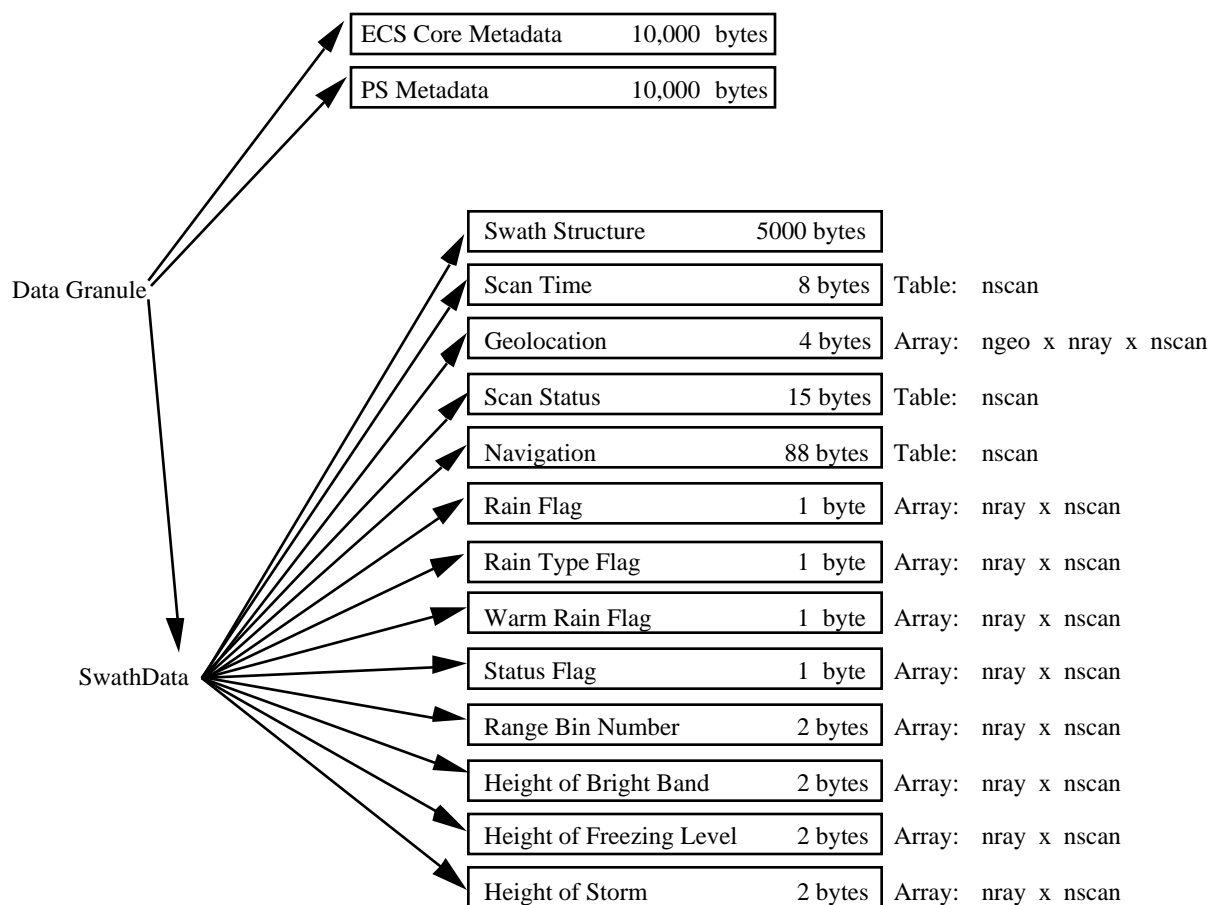 ECS Core Metadata 10,000 bytes
PS Metadata 10,000 bytes
Swath Structure 5000 bytes
Data Granule
Scan Time 8 bytes Table: nscan
Geolocation 4 bytes Array: ngeo x nray x nscan
Scan Status 15 bytes Table: nscan
Navigation 88 bytes Table: nscan
Rain Flag 1 byte Array: nray x nscan
Rain Type Flag 1 byte Array: nray x nscan
Warm Rain Flag 1 byte Array: nray x nscan
SwathData
Status Flag 1 byte Array: nray x nscan
Range Bin Number 2 bytes Array: nray x nscan
Height of Bright Band 2 bytes Array: nray x nscan
Height of Freezing Level 2 bytes Array: nray x nscan
Height of Storm 2 bytes Array: nray x nscan